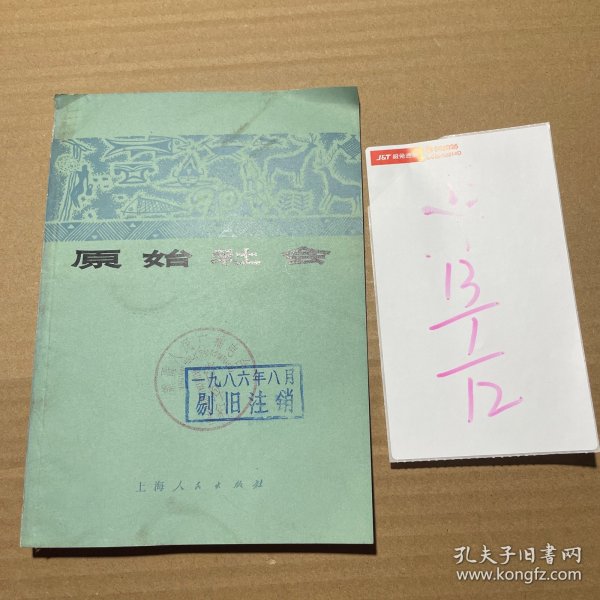 原始社会
一九八六年八月
剔旧注销
上海人民出版社
J&T
13
1
12
孔夫子旧书网
www.kongfz.com